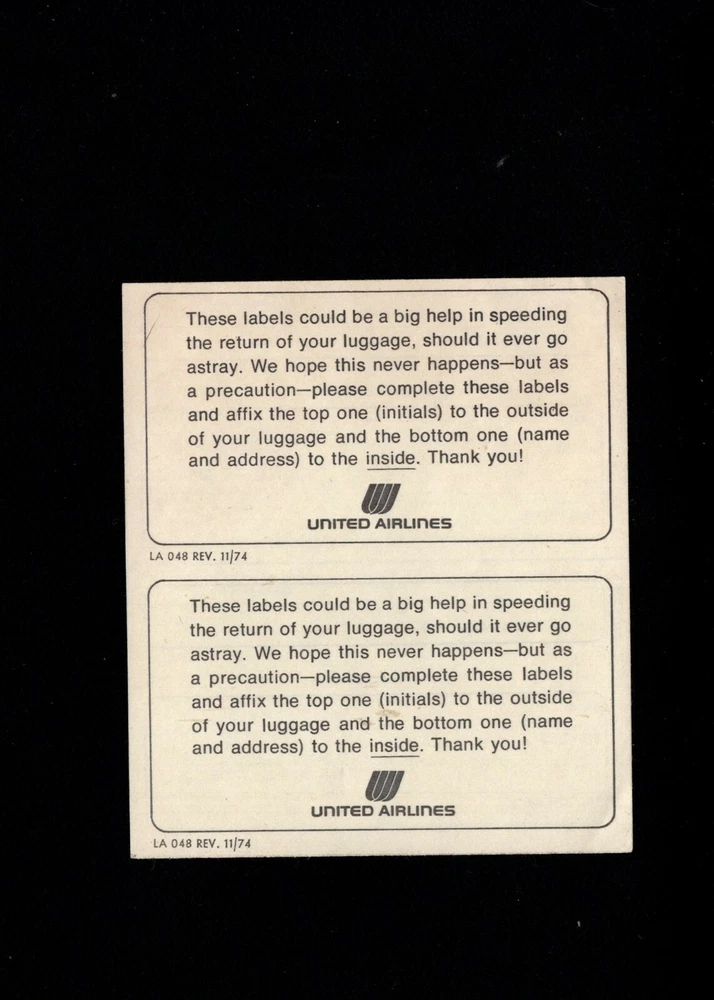 These labels could be a big help in speeding
the return of your luggage, should it ever go
astray. We hope this never happens—but as
a precaution—please complete these labels
and affix the top one (initials) to the outside
of your luggage and the bottom one (name
and address) to the inside. Thank you!
UNITED AIRLINES
LA 048 REV. 11/74
These labels could be a big help in speeding
the return of your luggage, should it ever go
astray. We hope this never happens—but as
a precaution—please complete these labels
and affix the top one (initials) to the outside
of your luggage and the bottom one (name
and address) to the inside. Thank you!
UNITED AIRLINES
LA 048 REV. 11/74